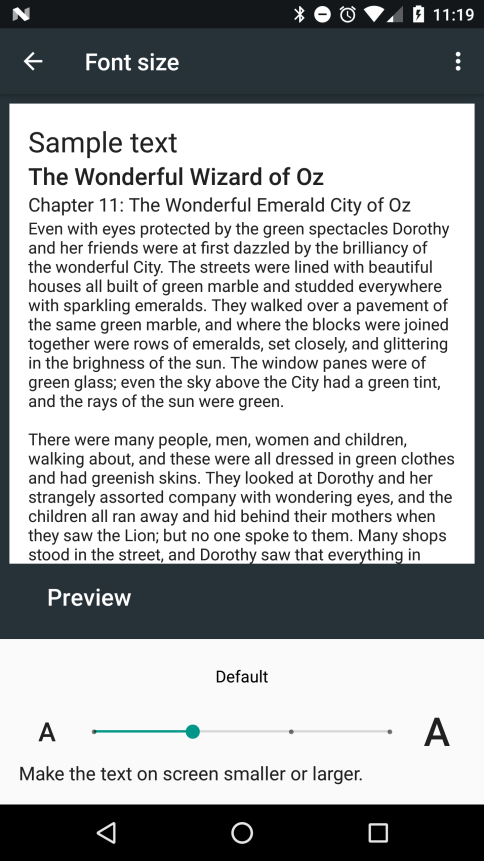 11:19
Font size
Sample text
The Wonderful Wizard of Oz
Chapter 11: The Wonderful Emerald City of Oz
Even with eyes protected by the green spectacles Dorothy
and her friends were at first dazzled by the brilliancy of
the wonderful City. The streets were lined with beautiful
houses all built of green marble and studded everywhere
with sparkling emeralds. They walked over a pavement of
the same green marble, and where the blocks were joined
together were rows of emeralds, set closely, and glittering
in the brighness of the sun. The window panes were of
green glass; even the sky above the City had a green tint,
and the rays of the sun were green.
There were many people, men, women and children,
walking about, and these were all dressed in green clothes
and had greenish skins. They looked at Dorothy and her
strangely assorted company with wondering eyes, and the
children all ran away and hid behind their mothers when
they saw the Lion; but no one spoke to them. Many shops
stood in the street, and Dorothy saw that everything in
Preview
Default
A A
Make the text on screen smaller or larger.